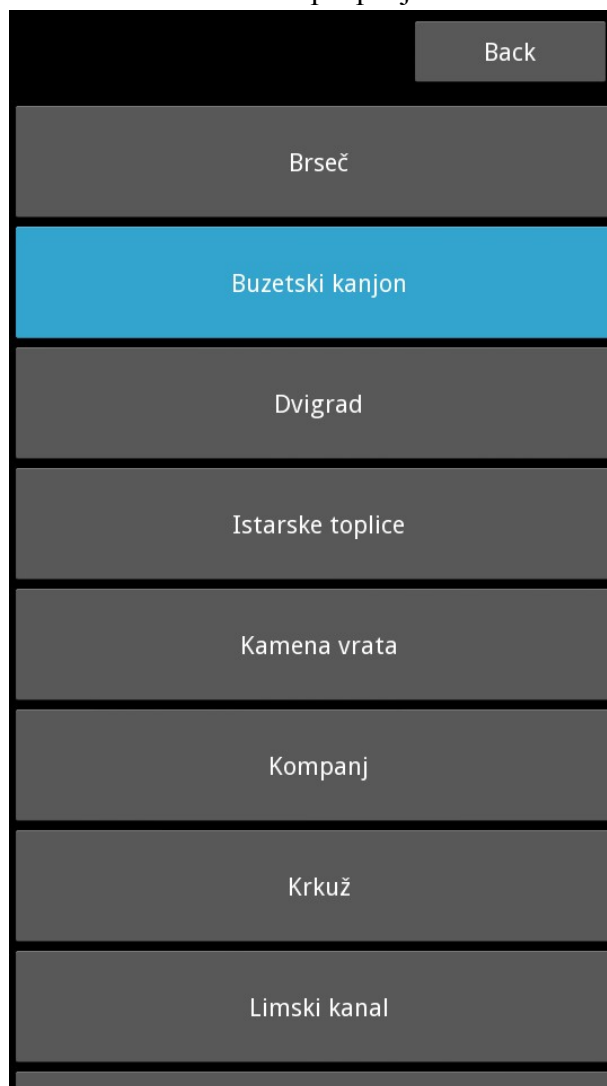 Back
Brseč
Buzetski kanjon
Dvigrad
Istarske toplice
Kamena vrata
Kompanj
Krkuž
Limski kanal